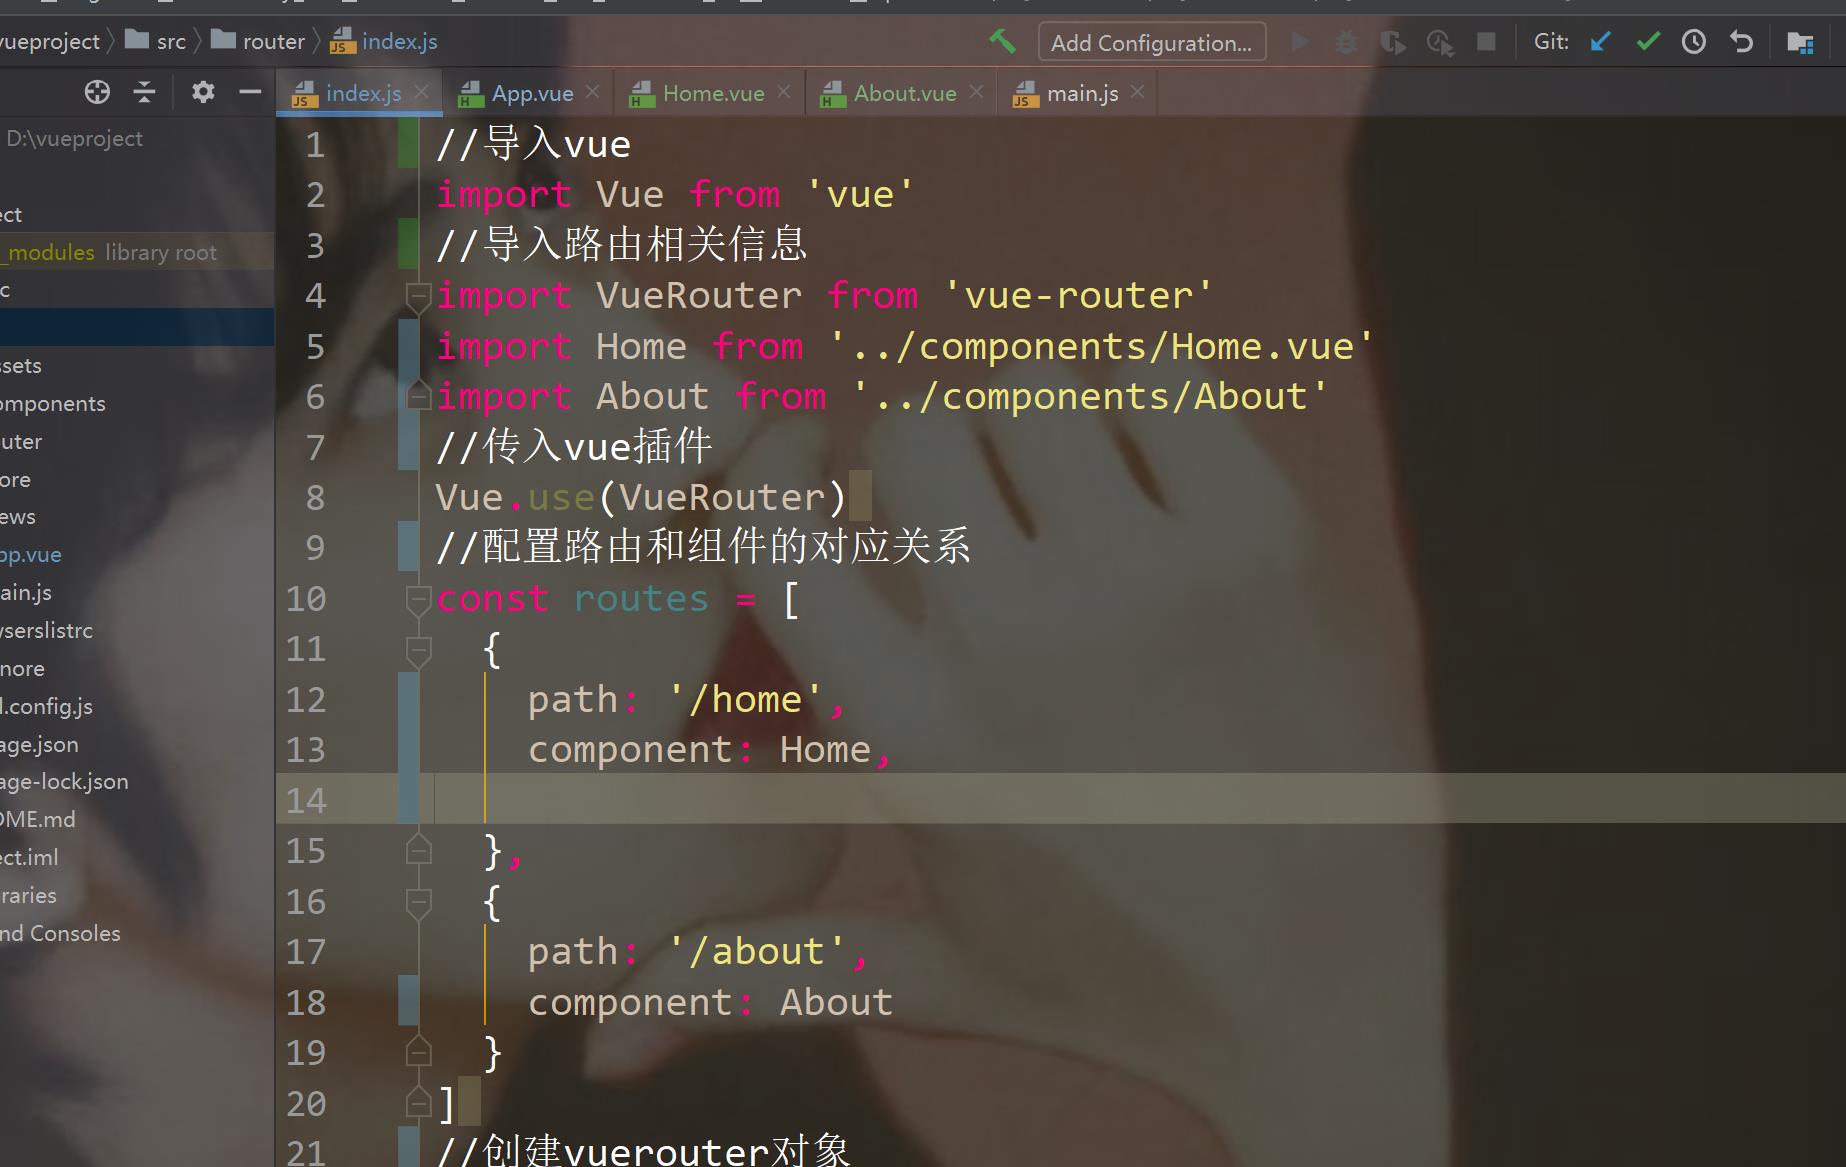 vueproject src router index.js
Add Configuration... Git:
index.js App.vue Home.vue About.vue main.js
D:\vueproject
ect
_modules library root
c
ssets
omponents
uter
ore
ews
pp.vue
ain.js
wserslistrc
nore
l.config.js
age.json
age-lock.json
OME.md
ect.iml
raries
nd Consoles
1 //导入vue
2 import Vue from 'vue'
3 //导入路由相关信息
4 import VueRouter from 'vue-router'
5 import Home from '../components/Home.vue'
6 import About from '../components/About'
7 //传入vue插件
8 Vue.use(VueRouter)
9 //配置路由和组件的对应关系
10 const routes = [
11 {
12 path: '/home',
13 component: Home,
14
15 },
16 {
17 path: '/about',
18 component: About
19 }
20 ]
21 //创建vuerouter对象